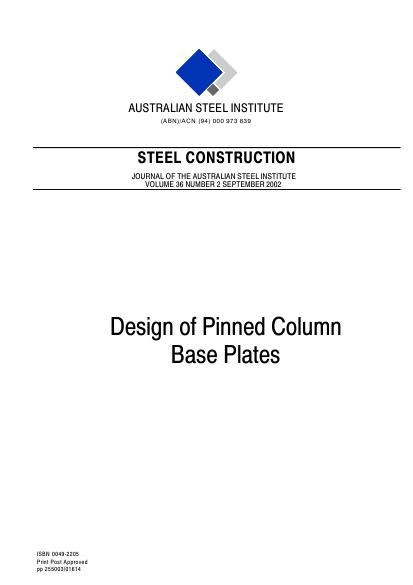 AUSTRALIAN STEEL INSTITUTE
(ABN)/ACN (94) 000 973 839
STEEL CONSTRUCTION
JOURNAL OF THE AUSTRALIAN STEEL INSTITUTE
VOLUME 36 NUMBER 2 SEPTEMBER 2002
Design of Pinned Column
Base Plates
ISBN 0049-2205
Print Post Approved
pp 255003/01614